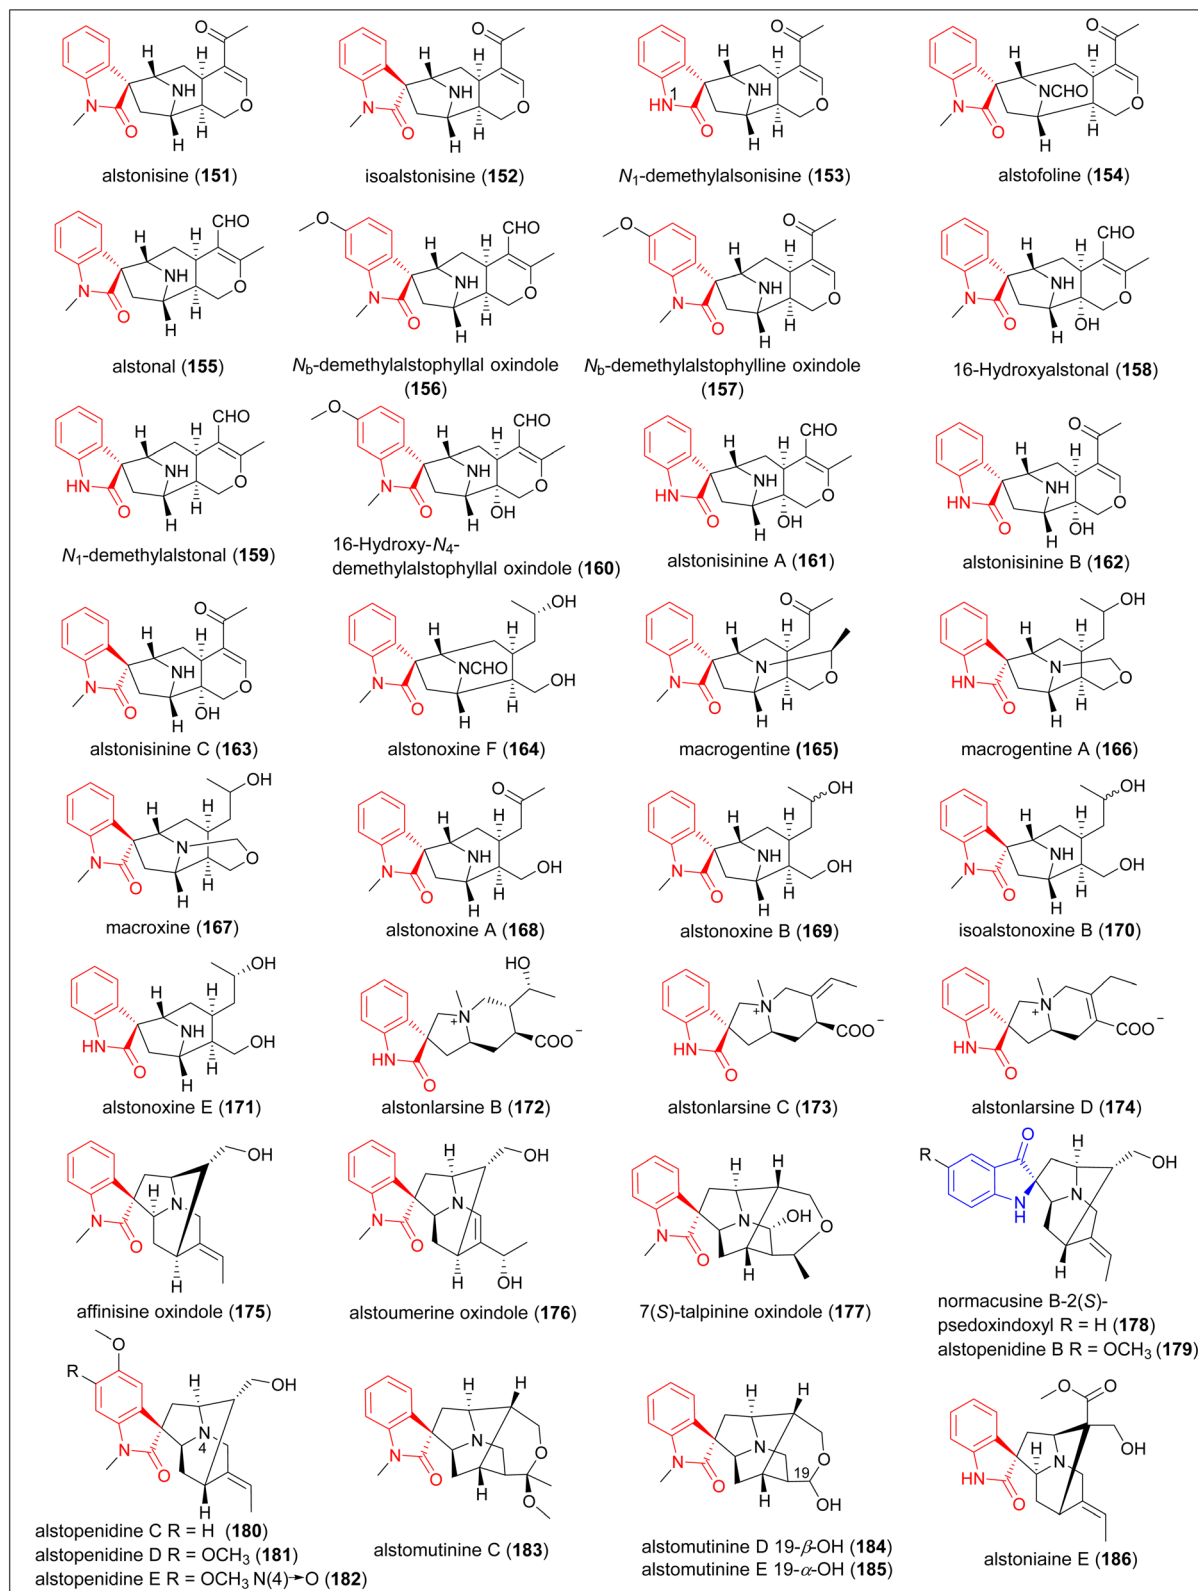 alstonisine (151)
isoalstonisine (152)
N1-demethylalsonisine (153)
alstofoline (154)
alstonal (155)
Nb-demethylalstophyllal oxindole
(156)
Nb-demethylalstophylline oxindole
(157)
16-Hydroxyalstonal (158)
N1-demethylalstonal (159)
16-Hydroxy-N4-
demethylalstophyllal oxindole (160)
alstonisinine A (161)
alstonisinine B (162)
alstonisinine C (163)
alstonoxine F (164)
macrogentine (165)
macrogentine A (166)
macroxine (167)
alstonoxine A (168)
alstonoxine B (169)
isoalstonoxine B (170)
alstonoxine E (171)
alstonlarsine B (172)
alstonlarsine C (173)
alstonlarsine D (174)
affinisine oxindole (175)
alstoumerine oxindole (176)
7(S)-talpinine oxindole (177)
normacusine B-2(S)-
psedoxindoxyl R = H (178)
alstopenidine B R = OCH3 (179)
alstopenidine C R = H (180)
alstopenidine D R = OCH3 (181)
alstopenidine E R = OCH3 N(4)→O (182)
alstomutinine C (183)
alstomutinine D 19-β-OH (184)
alstomutinine E 19-α-OH (185)
alstoniaine E (186)